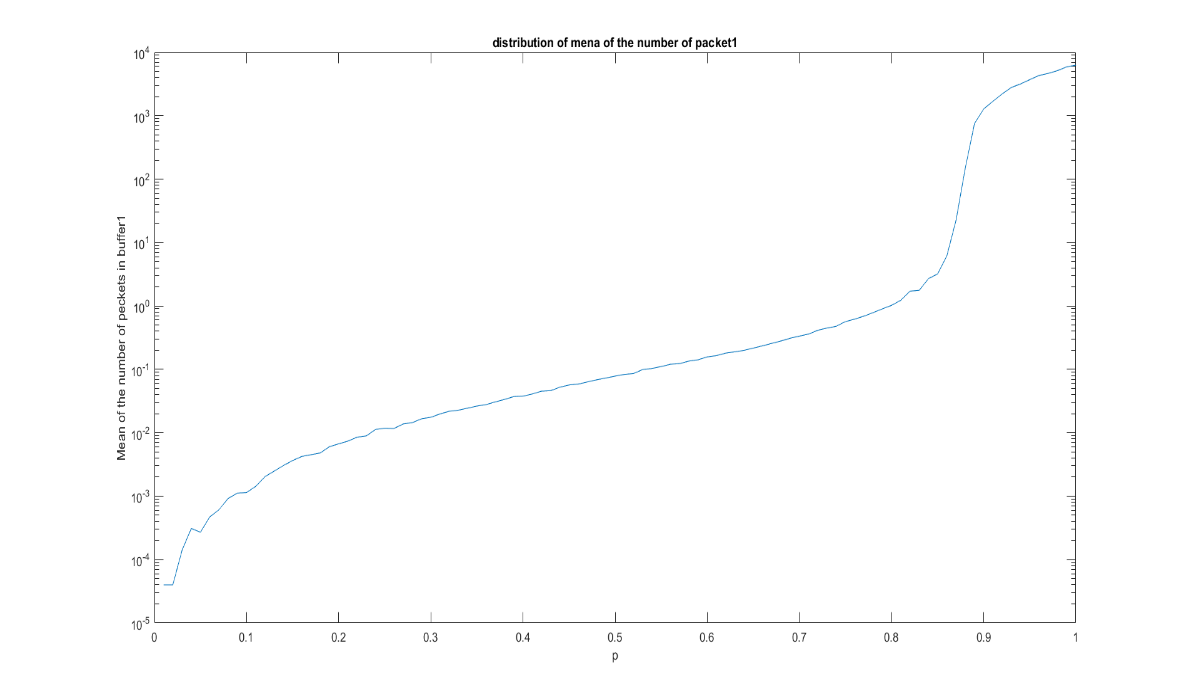 distribution of mena of the number of packet1
10^4
10^3
10^2
10^1
10^0
10^-1
10^-2
10^-3
10^-4
10^-5
Mean of the number of peckets in buffer1
0 0.1 0.2 0.3 0.4 0.5 0.6 0.7 0.8 0.9 1
p